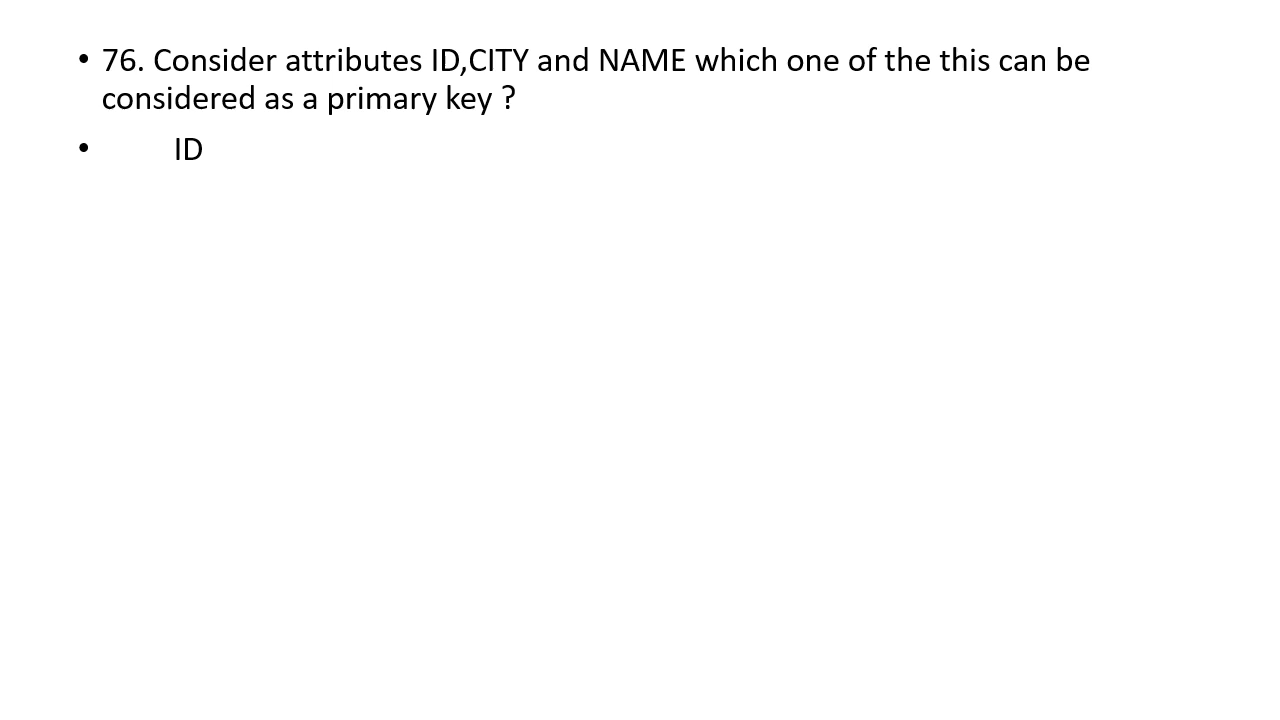 • 76. Consider attributes ID,CITY and NAME which one of the this can be
considered as a primary key ?
• ID